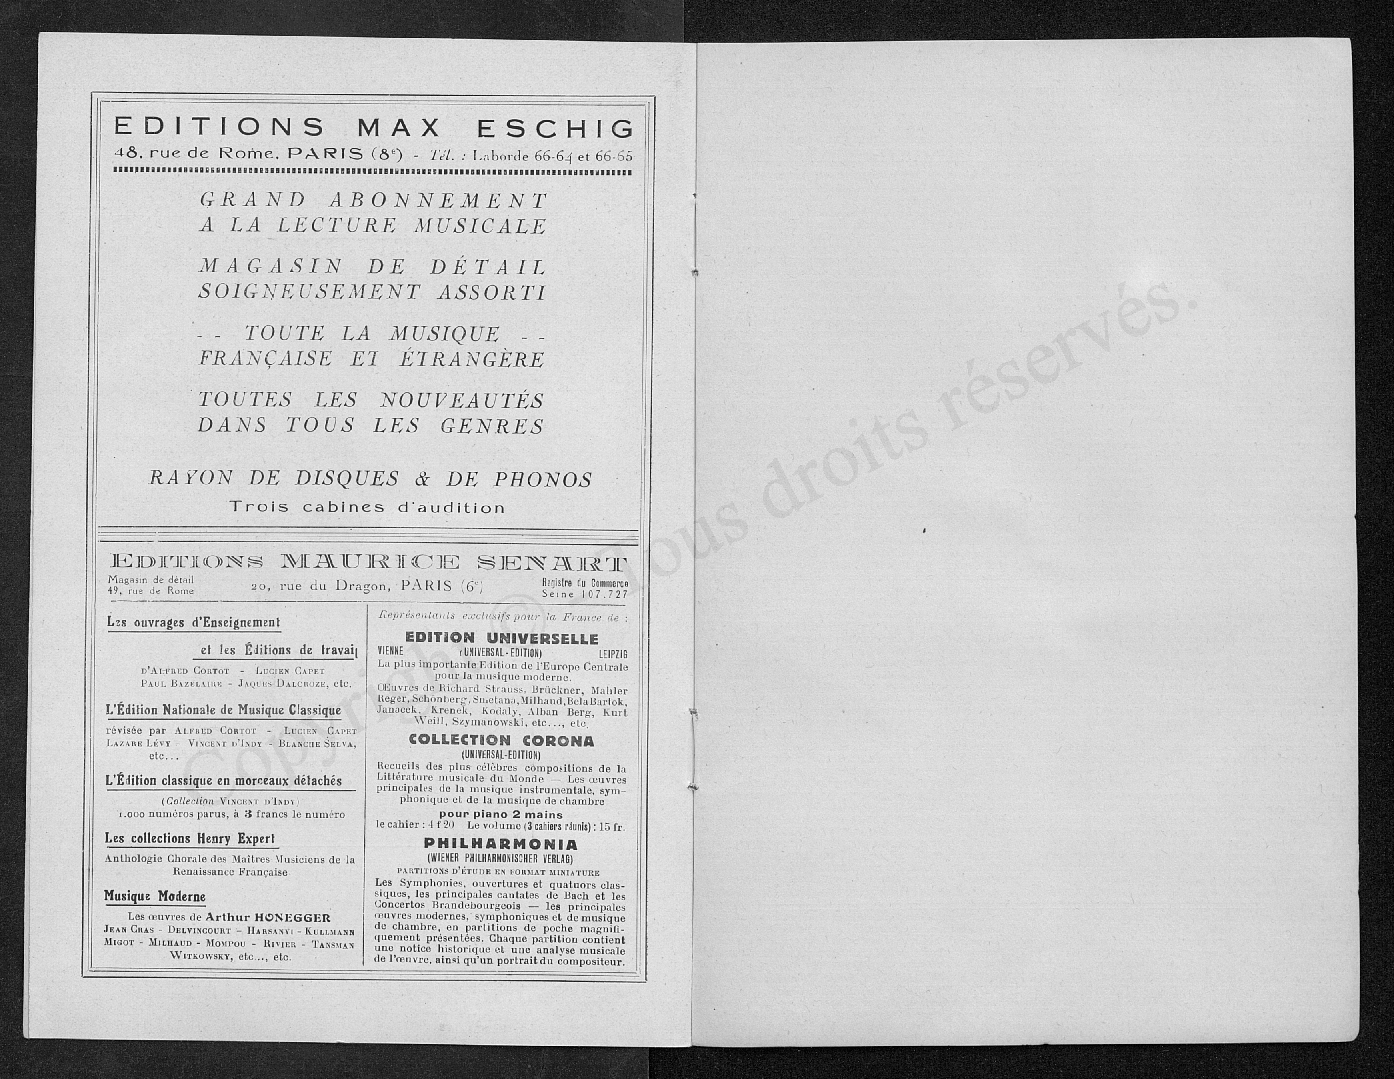 EDITIONS MAX ESCHIG
48, rue de Rome, PARIS (8e) - Tél. : Laborde 66-64 et 66-65
GRAND ABONNEMENT
A LA LECTURE MUSICALE
MAGASIN DE DÉTAIL
SOIGNEUSEMENT ASSORTI
-- TOUTE LA MUSIQUE --
FRANÇAISE ET ÉTRANGÈRE
TOUTES LES NOUVEAUTÉS
DANS TOUS LES GENRES
RAYON DE DISQUES & DE PHONOS
Trois cabines d'audition
EDITIONS MAURICE SENART
Magasin de détail
49, rue de Rome
20, rue du Dragon, PARIS (6e)
Registre du Commerce
Seine 107.727
Les ouvrages d'Enseignement
et les Éditions de travail
D'ALFRED CORTOT - LUCIEN CAPET
PAUL BAZELAIRE - JAQUES-DALCROZE, etc.
L'Édition Nationale de Musique Classique
révisée par ALFRED CORTOT - LUCIEN CAPET
LAZARE LÉVY - VINCENT D'INDY - BLANCHE SELVA,
etc...
L'Édition classique en morceaux détachés
(Collection VINCENT D'INDY)
1.000 numéros parus, à 3 francs le numéro
Les collections Henry Expert
Anthologie Chorale des Maîtres Musiciens de la
Renaissance Française
Musique Moderne
Les œuvres de Arthur HONEGGER
JEAN CRAS - DELVINCOURT - HARSANYI - KULLMANN
MIGOT - MILHAUD - MOMPOU - RIVIER - TANSMAN
WITKOWSKY, etc..., etc.
Représentants exclusifs pour la France de :
EDITION UNIVERSELLE
VIENNE (UNIVERSAL-EDITION) LEIPZIG
La plus importante Edition de l'Europe Centrale
pour la musique moderne.
Œuvres de Richard Strauss, Brückner, Mahler
Reger, Schönberg, Smetana, Milhaud, Bela Bartok,
Janacek, Krenek, Kodaly, Alban Berg, Kurt
Weill, Szymanowski, etc..., etc.
COLLECTION CORONA
(UNIVERSAL-EDITION)
Recueils des plus célèbres compositions de la
Littérature musicale du Monde — Les œuvres
principales de la musique instrumentale, sym-
phonique et de la musique de chambre
pour piano 2 mains
le cahier : 4 f 20 Le volume (3 cahiers réunis) : 15 fr.
PHILHARMONIA
(WIENER PHILHARMONISCHER VERLAG)
PARTITIONS D'ÉTUDE EN FORMAT MINIATURE
Les Symphonies, ouvertures et quatuors clas-
siques, les principales cantates de Bach et les
Concertos Brandebourgeois — les principales
œuvres modernes, symphoniques et de musique
de chambre, en partitions de poche magnifi-
quement présentées. Chaque partition contient
une notice historique et une analyse musicale
de l'œuvre, ainsi qu'un portrait du compositeur.
Copyright © Tous droits réservés.